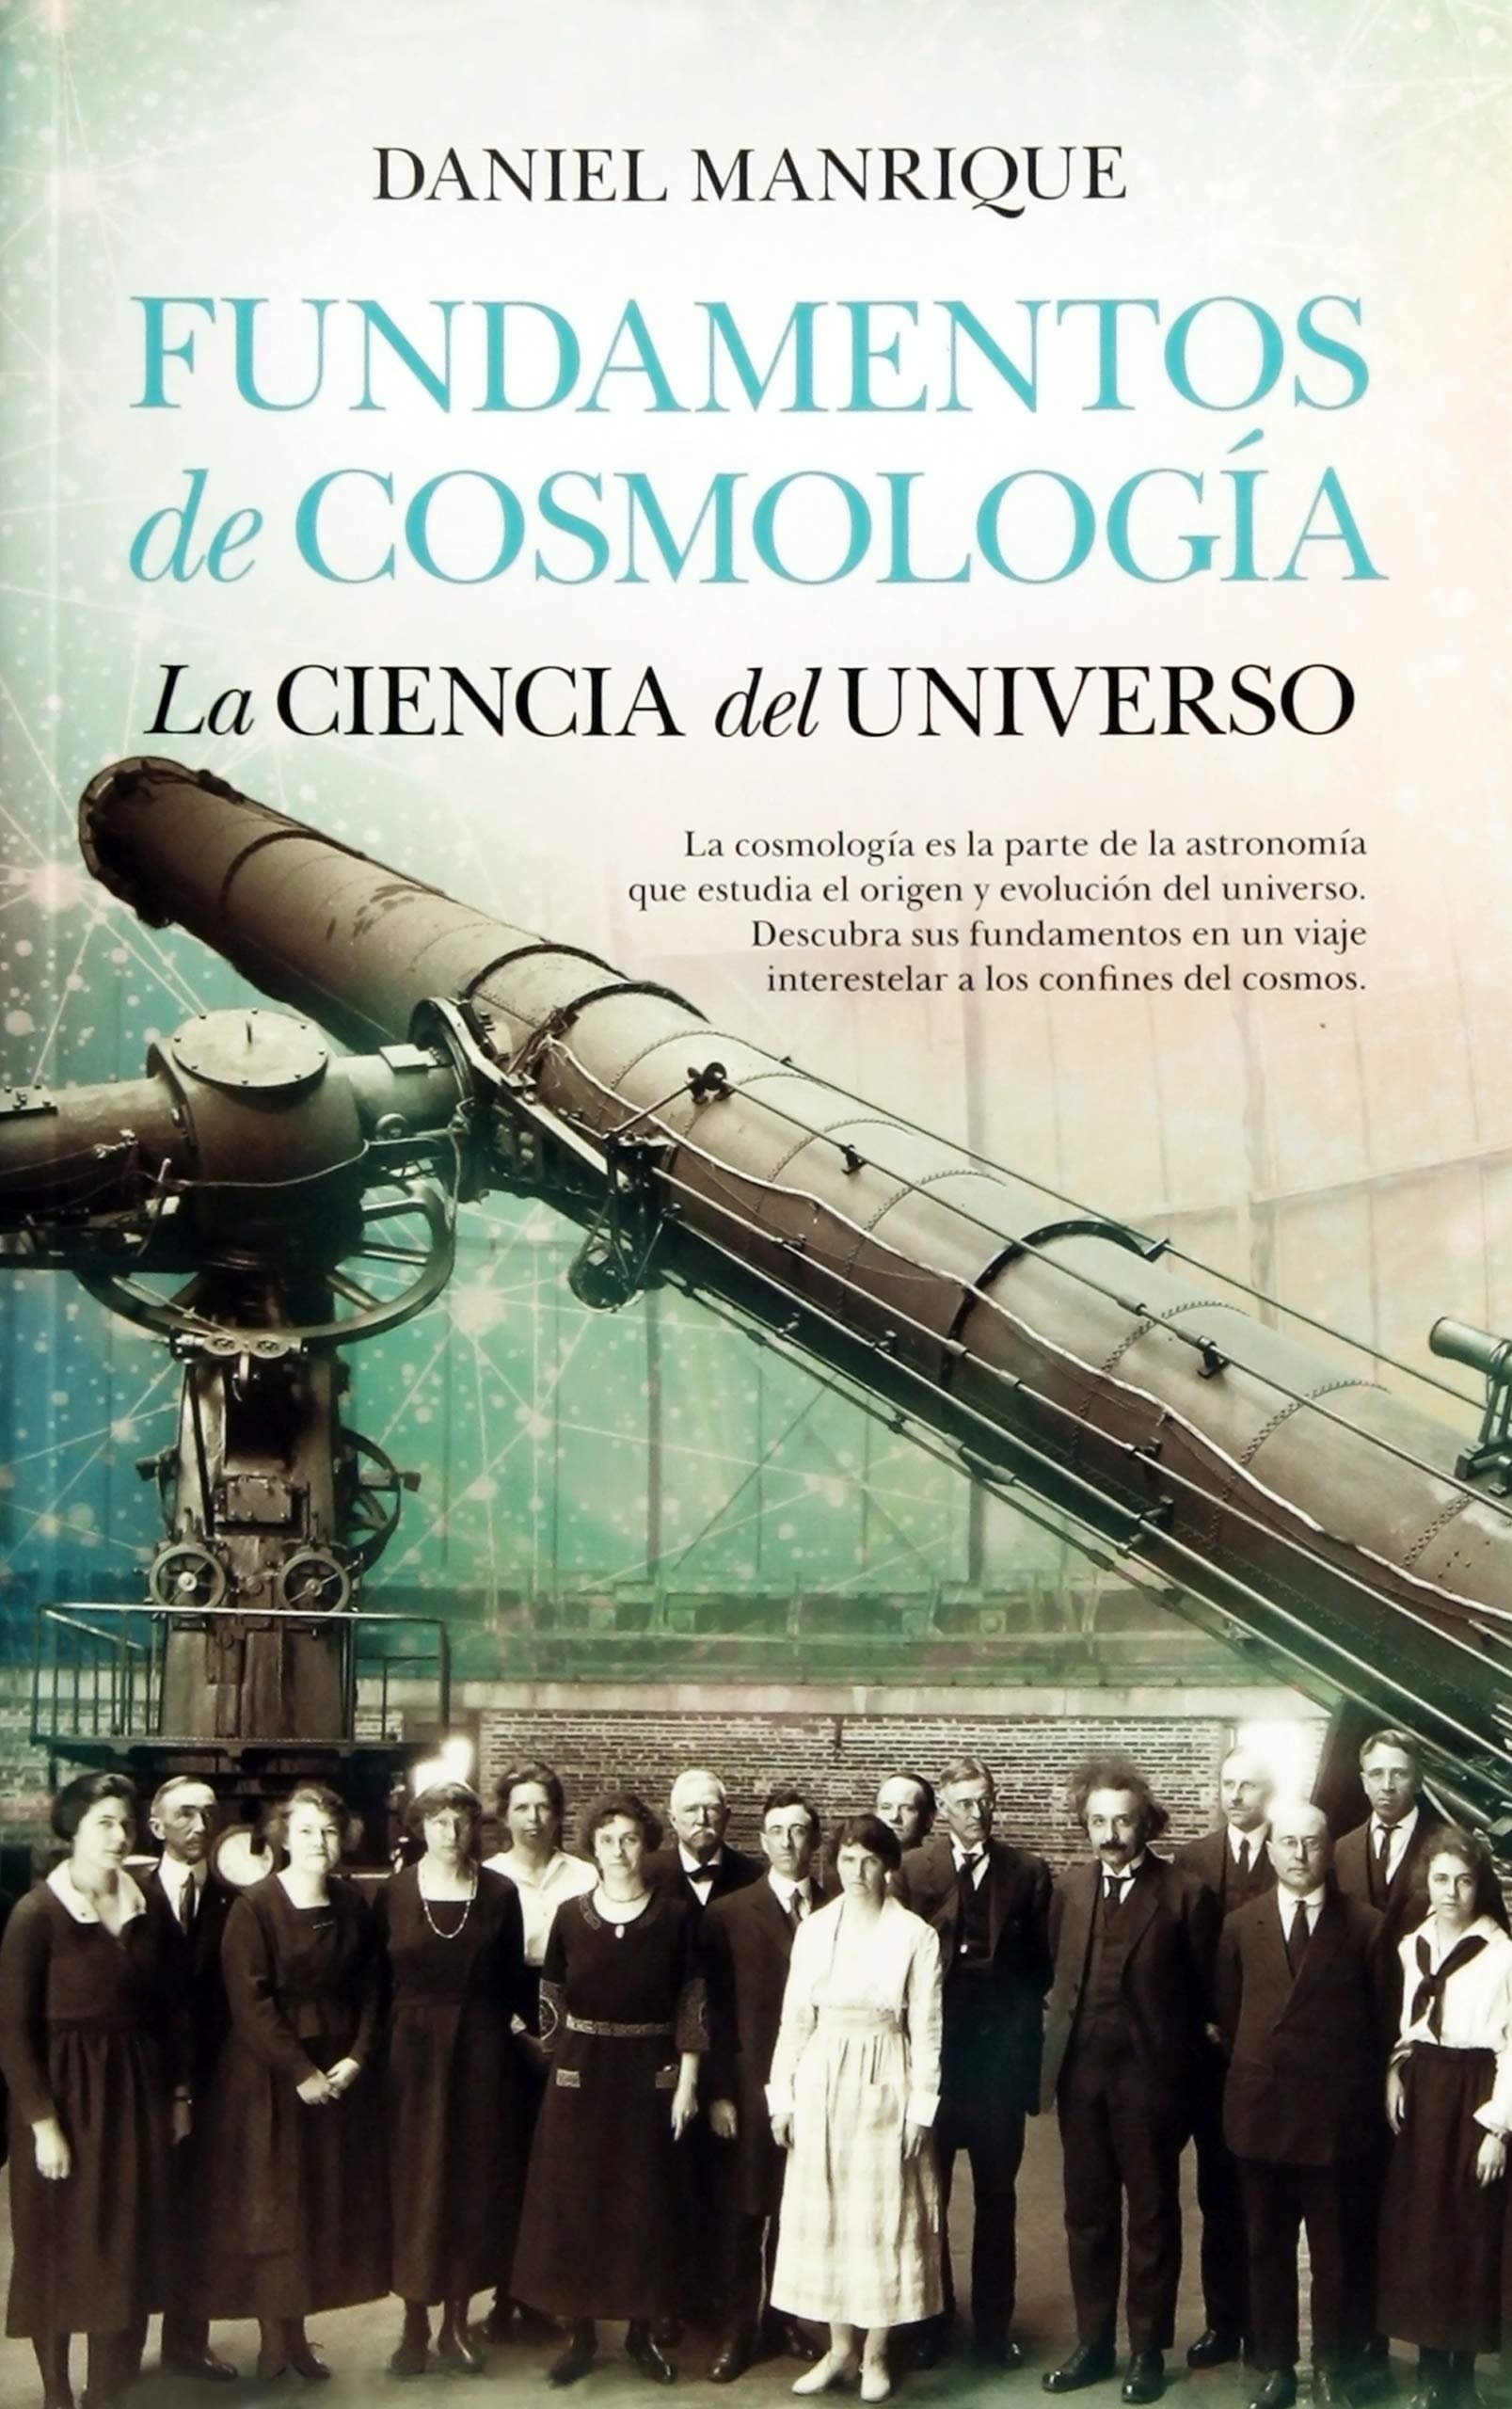 DANIEL MANRIQUE
FUNDAMENTOS
de COSMOLOGÍA
La CIENCIA del UNIVERSO
La cosmología es la parte de la astronomía
que estudia el origen y evolución del universo.
Descubra sus fundamentos en un viaje
interestelar a los confines del cosmos.